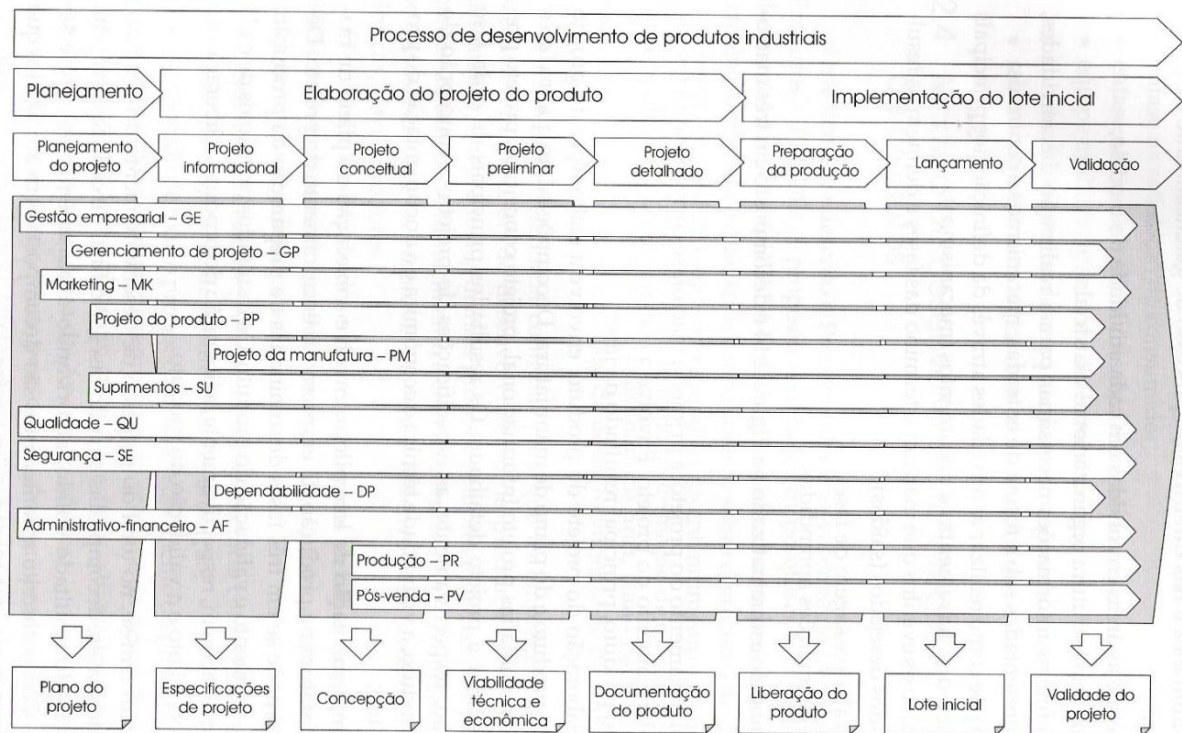 Processo de desenvolvimento de produtos industriais
Planejamento
Elaboração do projeto do produto
Implementação do lote inicial
Planejamento
do projeto
Projeto
informacional
Projeto
conceitual
Projeto
preliminar
Projeto
detalhado
Preparação
da produção
Lançamento
Validação
Gestão empresarial – GE
Gerenciamento de projeto – GP
Marketing – MK
Projeto do produto – PP
Projeto da manufatura – PM
Suprimentos – SU
Qualidade – QU
Segurança – SE
Dependabilidade – DP
Administrativo-financeiro – AF
Produção – PR
Pós-venda – PV
Plano do
projeto
Especificações
de projeto
Concepção
Viabilidade
técnica e
econômica
Documentação
do produto
Liberação do
produto
Lote inicial
Validade do
projeto